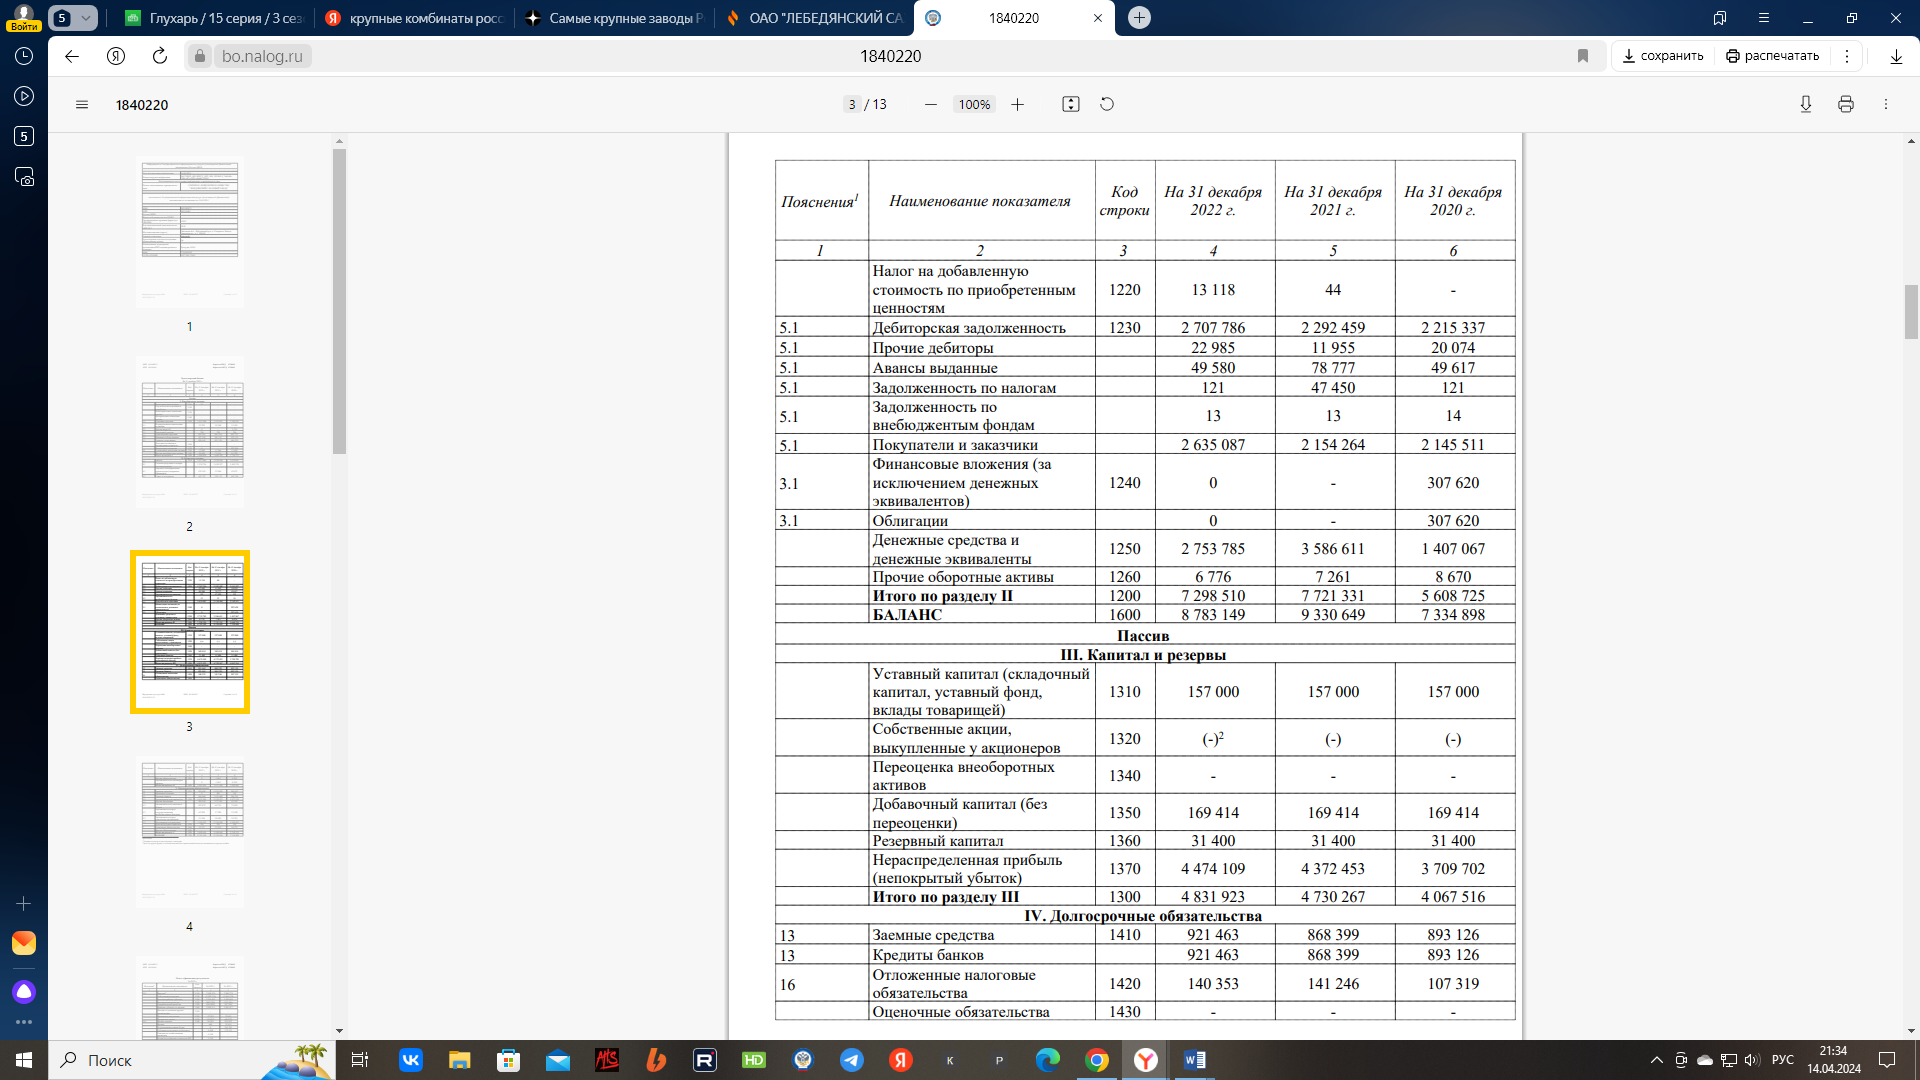 Войти
5
Глухарь / 15 серия / 3 сез
крупные комбинаты росс
Самые крупные заводы Р
ОАО "ЛЕБЕДЯНСКИЙ СА
1840220
bo.nalog.ru
1840220
сохранить
распечатать
5
1840220
3 / 13
100%
1
2
3
4
Пояснения1 Наименование показателя Код строки На 31 декабря 2022 г. На 31 декабря 2021 г. На 31 декабря 2020 г.
1 2 3 4 5 6
Налог на добавленную
стоимость по приобретенным 1220 13 118 44 -
ценностям
5.1 Дебиторская задолженность 1230 2 707 786 2 292 459 2 215 337
5.1 Прочие дебиторы 22 985 11 955 20 074
5.1 Авансы выданные 49 580 78 777 49 617
5.1 Задолженность по налогам 121 47 450 121
5.1 Задолженность по 13 13 14
внебюджентым фондам
5.1 Покупатели и заказчики 2 635 087 2 154 264 2 145 511
Финансовые вложения (за
3.1 исключением денежных 1240 0 - 307 620
эквивалентов)
3.1 Облигации 0 - 307 620
Денежные средства и 1250 2 753 785 3 586 611 1 407 067
денежные эквиваленты
Прочие оборотные активы 1260 6 776 7 261 8 670
Итого по разделу II 1200 7 298 510 7 721 331 5 608 725
БАЛАНС 1600 8 783 149 9 330 649 7 334 898
Пассив
III. Капитал и резервы
Уставный капитал (складочный
капитал, уставный фонд, 1310 157 000 157 000 157 000
вклады товарищей)
Собственные акции, 1320 (-)2 (-) (-)
выкупленные у акционеров
Переоценка внеоборотных 1340 - - -
активов
Добавочный капитал (без 1350 169 414 169 414 169 414
переоценки)
Резервный капитал 1360 31 400 31 400 31 400
Нераспределенная прибыль 1370 4 474 109 4 372 453 3 709 702
(непокрытый убыток)
Итого по разделу III 1300 4 831 923 4 730 267 4 067 516
IV. Долгосрочные обязательства
13 Заемные средства 1410 921 463 868 399 893 126
13 Кредиты банков 921 463 868 399 893 126
16 Отложенные налоговые 1420 140 353 141 246 107 319
обязательства
Оценочные обязательства 1430 - - -
Поиск
HD
К
Р
РУС
21:34
14.04.2024